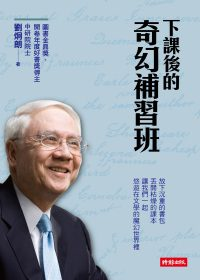 下課後的
奇幻補習班
圖書金鼎獎，
開卷年度好書獎得主
中研院院士
劉炯朗
著
放下沉重的書包
丟開枯燥的課本
讓我們一起
悠遊在文學的魔幻世界裡
時報出版